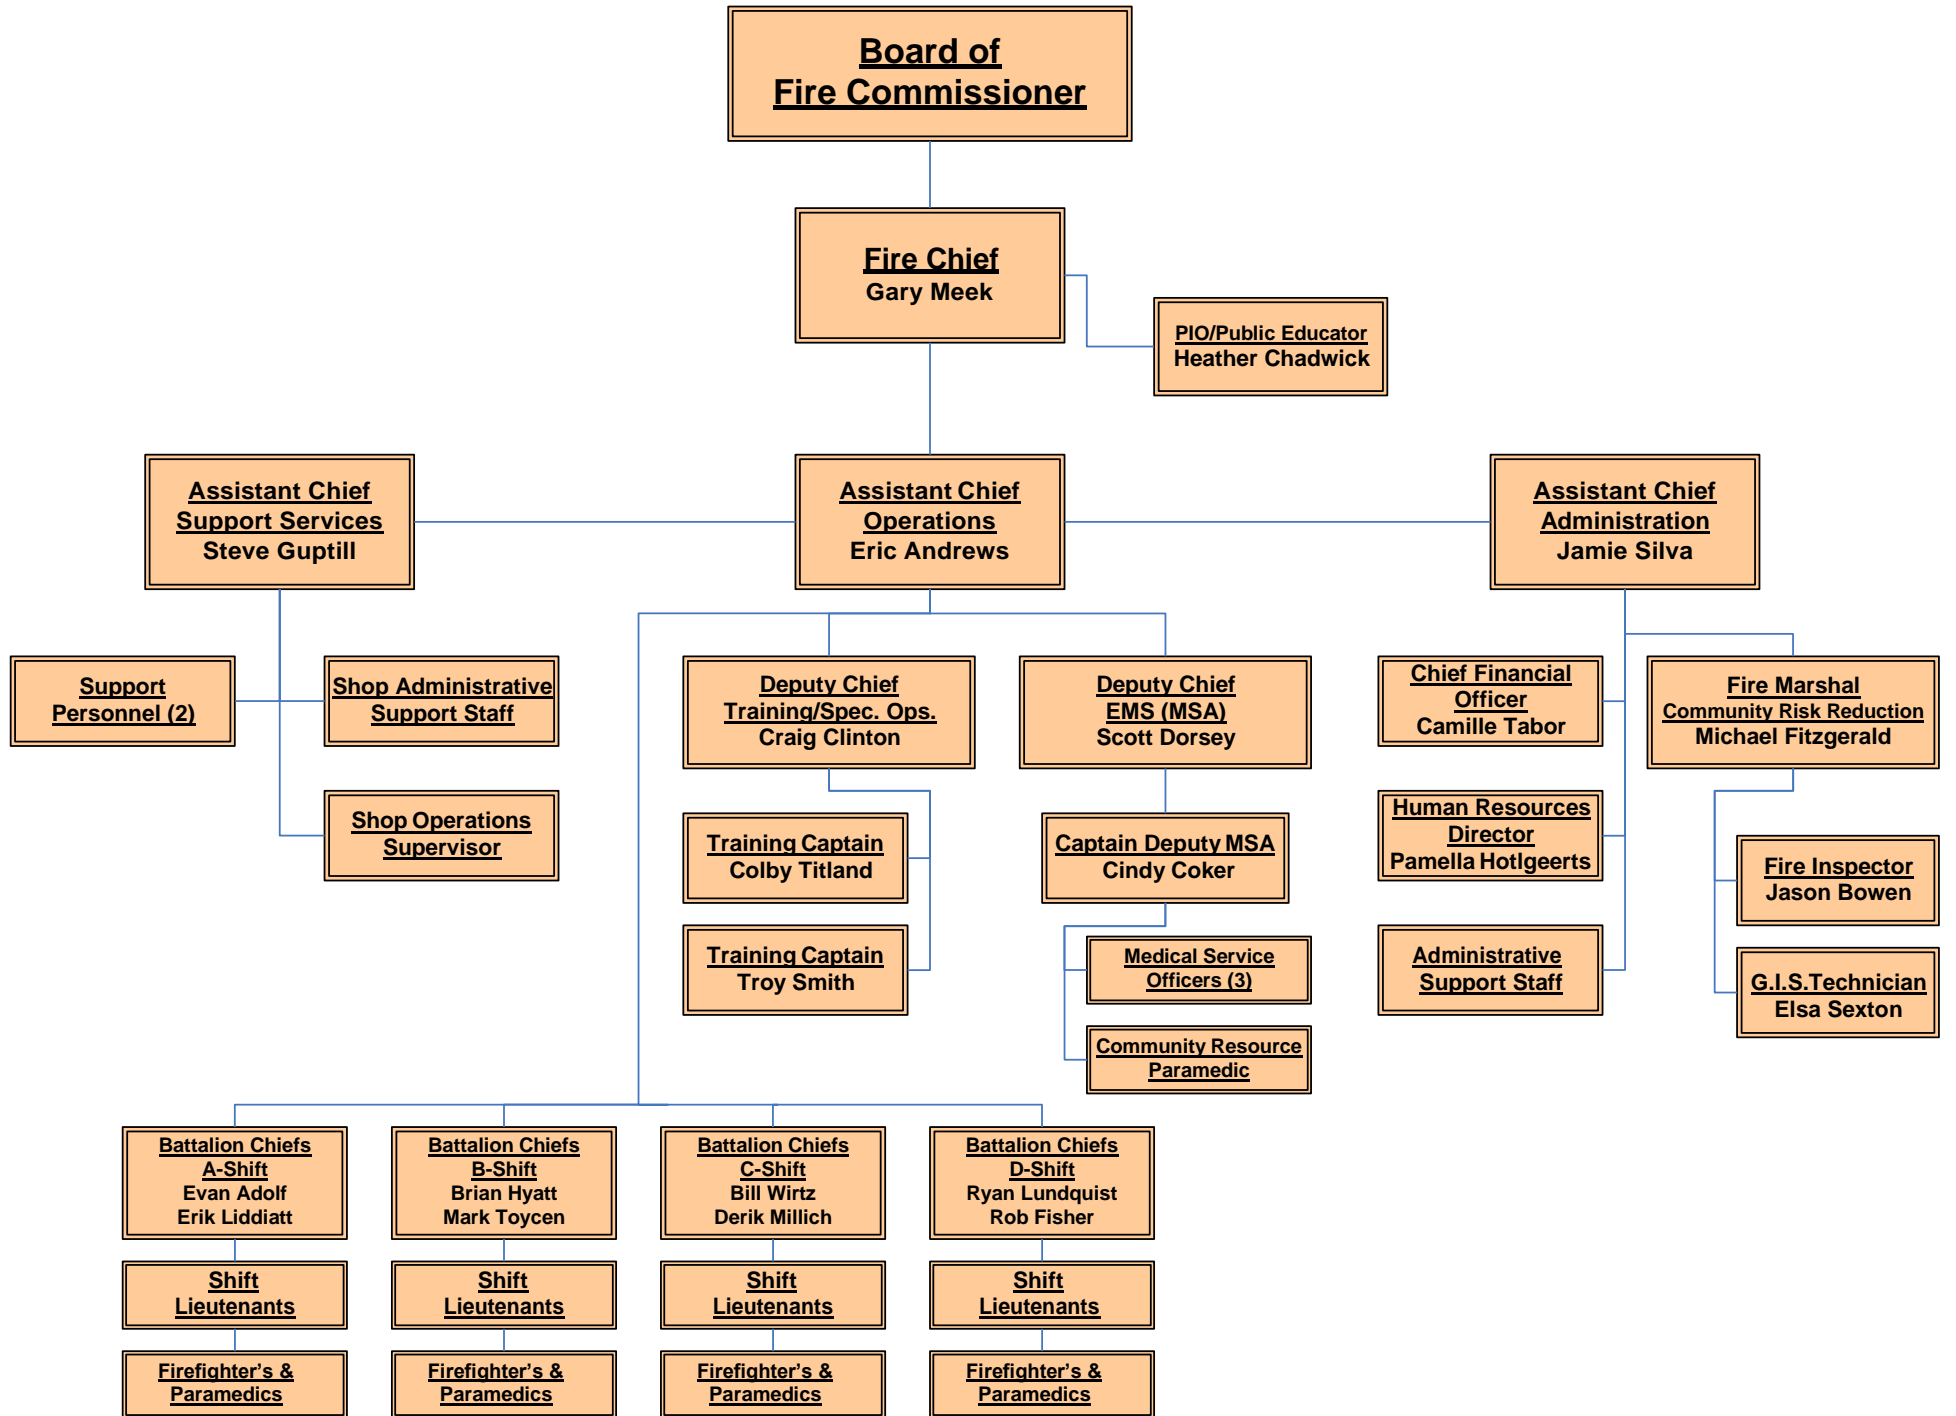 Board of
Fire Commissioner
Fire Chief
Gary Meek
PIO/Public Educator
Heather Chadwick
Assistant Chief
Support Services
Steve Guptill
Assistant Chief
Operations
Eric Andrews
Assistant Chief
Administration
Jamie Silva
Support
Personnel (2)
Shop Administrative
Support Staff
Shop Operations
Supervisor
Deputy Chief
Training/Spec. Ops.
Craig Clinton
Training Captain
Colby Titland
Training Captain
Troy Smith
Deputy Chief
EMS (MSA)
Scott Dorsey
Captain Deputy MSA
Cindy Coker
Medical Service
Officers (3)
Community Resource
Paramedic
Chief Financial
Officer
Camille Tabor
Human Resources
Director
Pamella Hotlgeerts
Administrative
Support Staff
Fire Marshal
Community Risk Reduction
Michael Fitzgerald
Fire Inspector
Jason Bowen
G.I.S.Technician
Elsa Sexton
Battalion Chiefs
A-Shift
Evan Adolf
Erik Liddiatt
Shift
Lieutenants
Firefighter’s &
Paramedics
Battalion Chiefs
B-Shift
Brian Hyatt
Mark Toycen
Shift
Lieutenants
Firefighter’s &
Paramedics
Battalion Chiefs
C-Shift
Bill Wirtz
Derik Millich
Shift
Lieutenants
Firefighter’s &
Paramedics
Battalion Chiefs
D-Shift
Ryan Lundquist
Rob Fisher
Shift
Lieutenants
Firefighter’s &
Paramedics